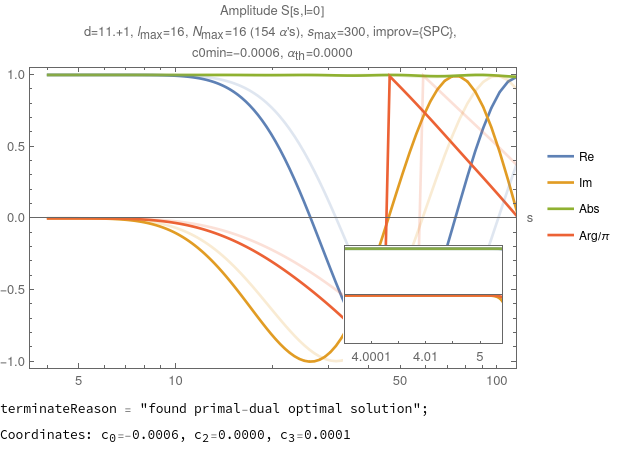 Amplitude S[s,l=0]
d=11.+1, lmax=16, Nmax=16 (154 α's), smax=300, improv={SPC},
c0min=-0.0006, αth=0.0000
1.0
0.5
0.0
-0.5
-1.0
s
Re
Im
Abs
Arg/π
4.0001 4.01 5
5 10 50 100
terminateReason = "found primal-dual optimal solution";
Coordinates: c0=-0.0006, c2=0.0000, c3=0.0001